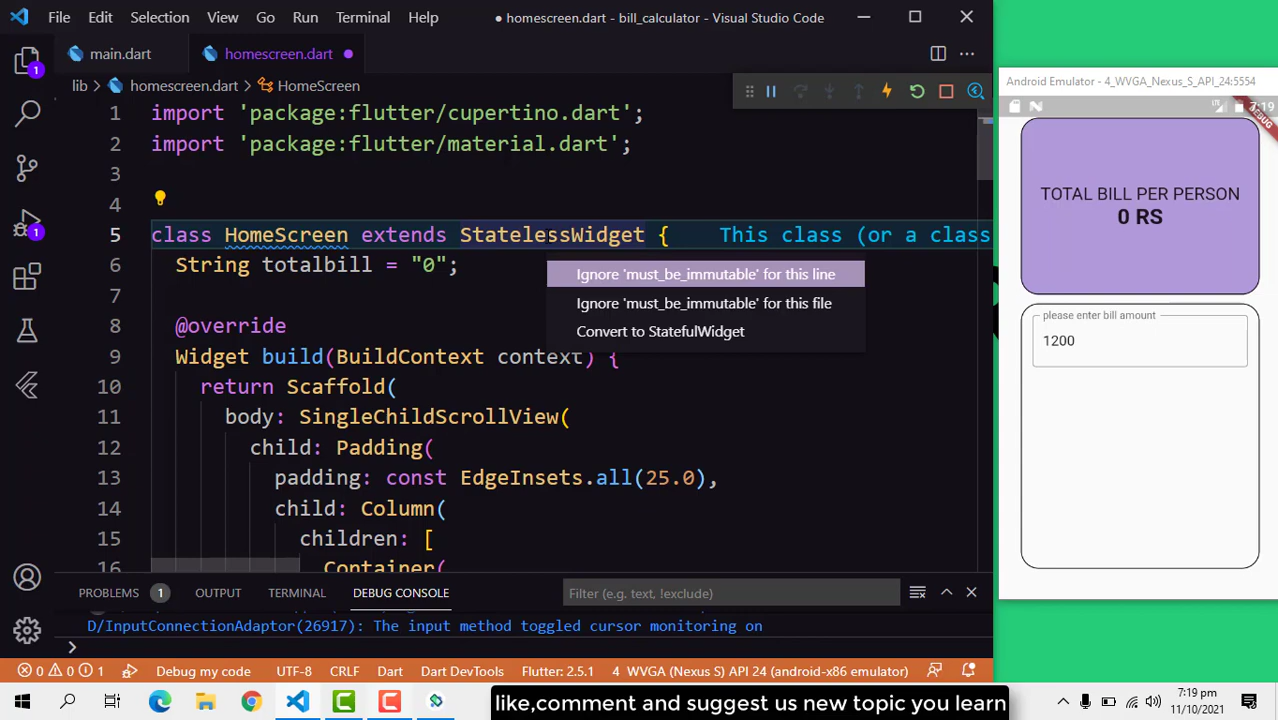 File Edit Selection View Go Run Terminal Help
● homescreen.dart - bill_calculator - Visual Studio Code
main.dart
homescreen.dart ●
lib > homescreen.dart > HomeScreen
1 import 'package:flutter/cupertino.dart';
2 import 'package:flutter/material.dart';
3
4
5 class HomeScreen extends StatelessWidget { This class (or a class
6 String totalbill = "0";
7
8 @override
9 Widget build(BuildContext context) {
10 return Scaffold(
11 body: SingleChildScrollView(
12 child: Padding(
13 padding: const EdgeInsets.all(25.0),
14 child: Column(
15 children: [
16 Container(
Ignore 'must_be_immutable' for this line
Ignore 'must_be_immutable' for this file
Convert to StatefulWidget
1
1
PROBLEMS 1 OUTPUT TERMINAL DEBUG CONSOLE
Filter (e.g. text, !exclude)
D/InputConnectionAdaptor(26917): The input method toggled cursor monitoring on
0 0 1 Debug my code UTF-8 CRLF Dart Dart DevTools Flutter: 2.5.1 4 WVGA (Nexus S) API 24 (android-x86 emulator)
Android Emulator - 4_WVGA_Nexus_S_API_24:5554
LTE 7:19
DEBUG
TOTAL BILL PER PERSON
0 RS
please enter bill amount
1200
like,comment and suggest us new topic you learn
7:19 pm
11/10/2021